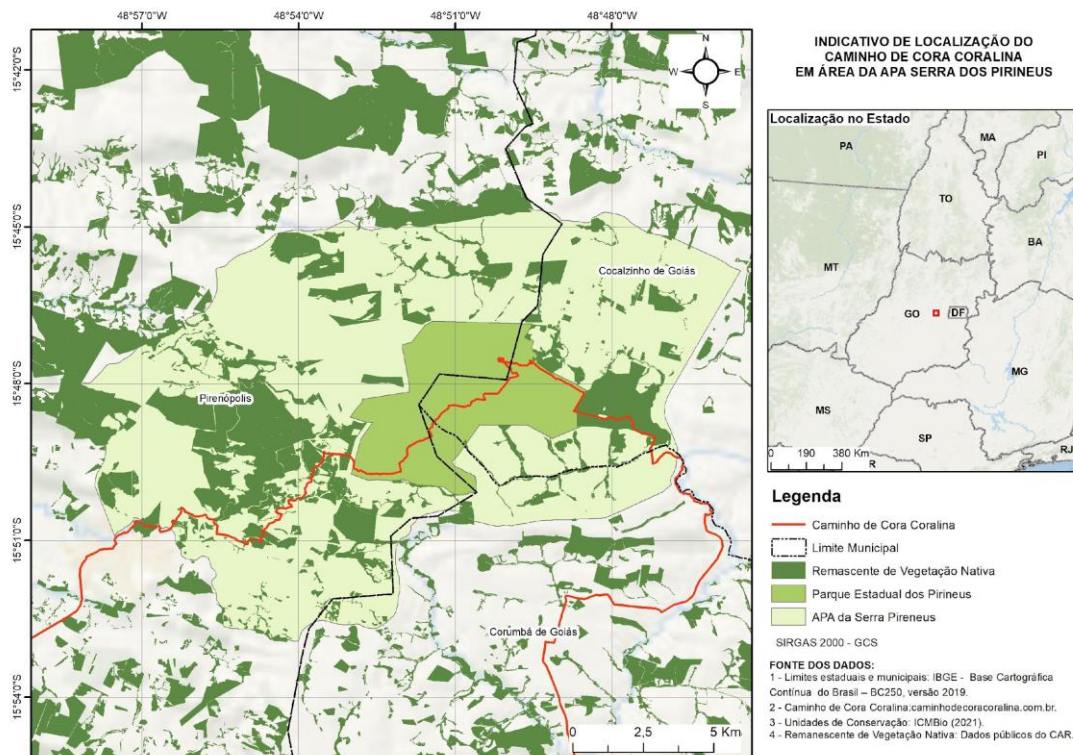 48°57'0"W
48°54'0"W
48°51'0"W
48°48'0"W
15°42'0"S
15°45'0"S
15°48'0"S
15°51'0"S
15°54'0"S
N
W
E
S
Cocalzinho de Goiás
Pirenópolis
Corumbá de Goiás
0 2,5 5 Km
INDICATIVO DE LOCALIZAÇÃO DO
CAMINHO DE CORA CORALINA
EM ÁREA DA APA SERRA DOS PIRINEUS
Localização no Estado
PA
MA
PI
TO
BA
MT
GO
DF
MG
MS
SP
R
RJ
0 190 380 Km
Legenda
Caminho de Cora Coralina
Limite Municipal
Remascente de Vegetação Nativa
Parque Estadual dos Pirineus
APA da Serra Pireneus
SIRGAS 2000 - GCS
FONTE DOS DADOS:
1 - Limites estaduais e municipais: IBGE - Base Cartográfica
Contínua do Brasil – BC250, versão 2019.
2 - Caminho de Cora Coralina:caminhodecoracoralina.com.br.
3 - Unidades de Conservação: ICMBio (2021).
4 - Remanescente de Vegetação Nativa: Dados públicos do CAR.